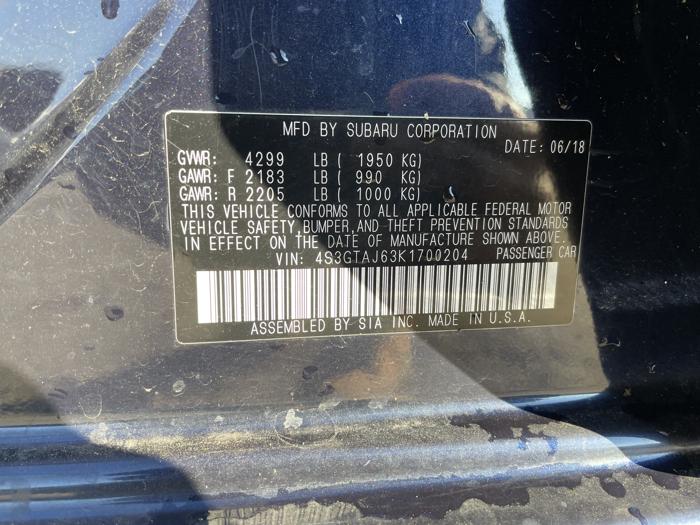 MFD BY SUBARU CORPORATION
DATE: 06/18
GVWR: 4299 LB ( 1950 KG)
GAWR: F 2183 LB ( 990 KG)
GAWR: R 2205 LB ( 1000 KG)
THIS VEHICLE CONFORMS TO ALL APPLICABLE FEDERAL MOTOR
VEHICLE SAFETY,BUMPER,AND THEFT PREVENTION STANDARDS
IN EFFECT ON THE DATE OF MANUFACTURE SHOWN ABOVE.
VIN: 4S3GTAJ63K1700204 PASSENGER CAR
ASSEMBLED BY SIA INC. MADE IN U.S.A.